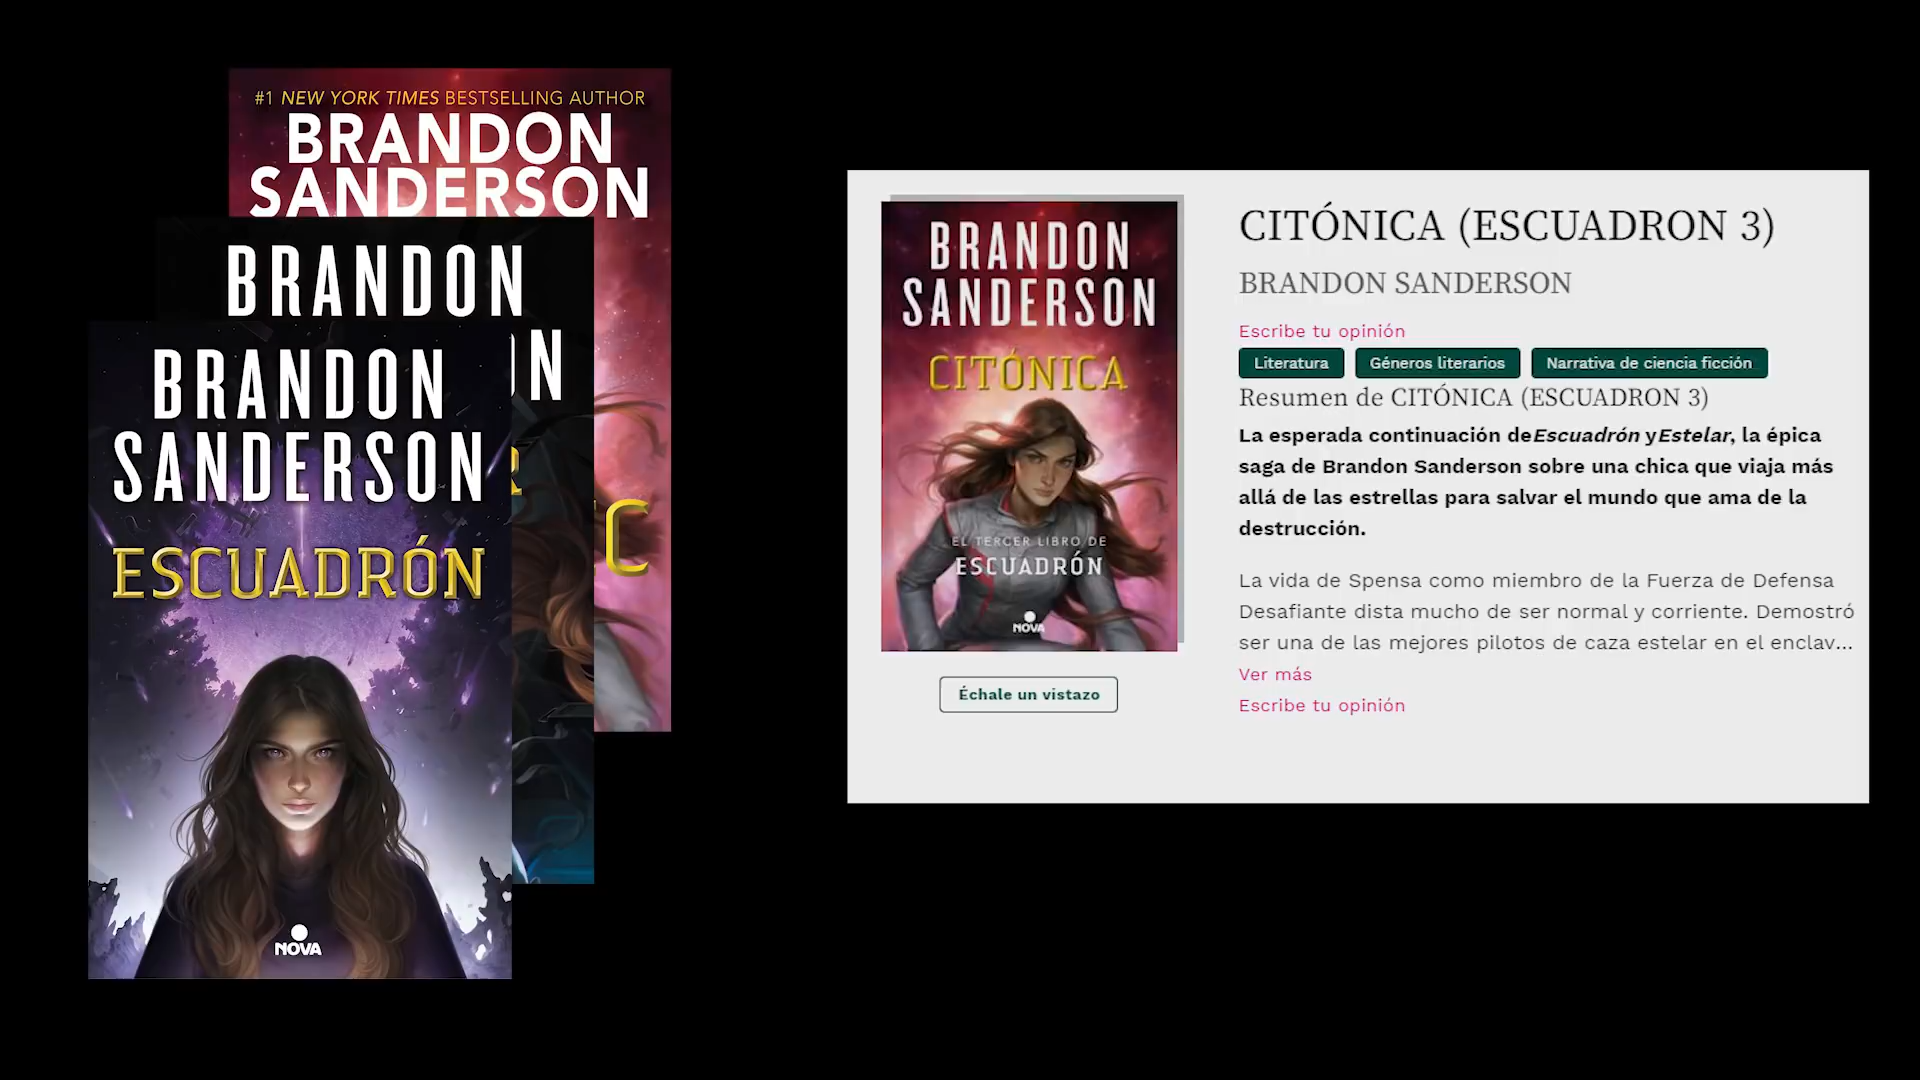 #1 NEW YORK TIMES BESTSELLING AUTHOR
BRANDON
SANDERSON
BRANDON
BRANDON
SANDERSON
ESCUADRÓN
NOVA
BRANDON
SANDERSON
CITÓNICA
EL TERCER LIBRO DE
ESCUADRÓN
NOVA
Échale un vistazo
CITÓNICA (ESCUADRON 3)
BRANDON SANDERSON
Escribe tu opinión
Literatura Géneros literarios Narrativa de ciencia ficción
Resumen de CITÓNICA (ESCUADRON 3)
La esperada continuación deEscuadrón yEstelar, la épica
saga de Brandon Sanderson sobre una chica que viaja más
allá de las estrellas para salvar el mundo que ama de la
destrucción.
La vida de Spensa como miembro de la Fuerza de Defensa
Desafiante dista mucho de ser normal y corriente. Demostró
ser una de las mejores pilotos de caza estelar en el enclav...
Ver más
Escribe tu opinión